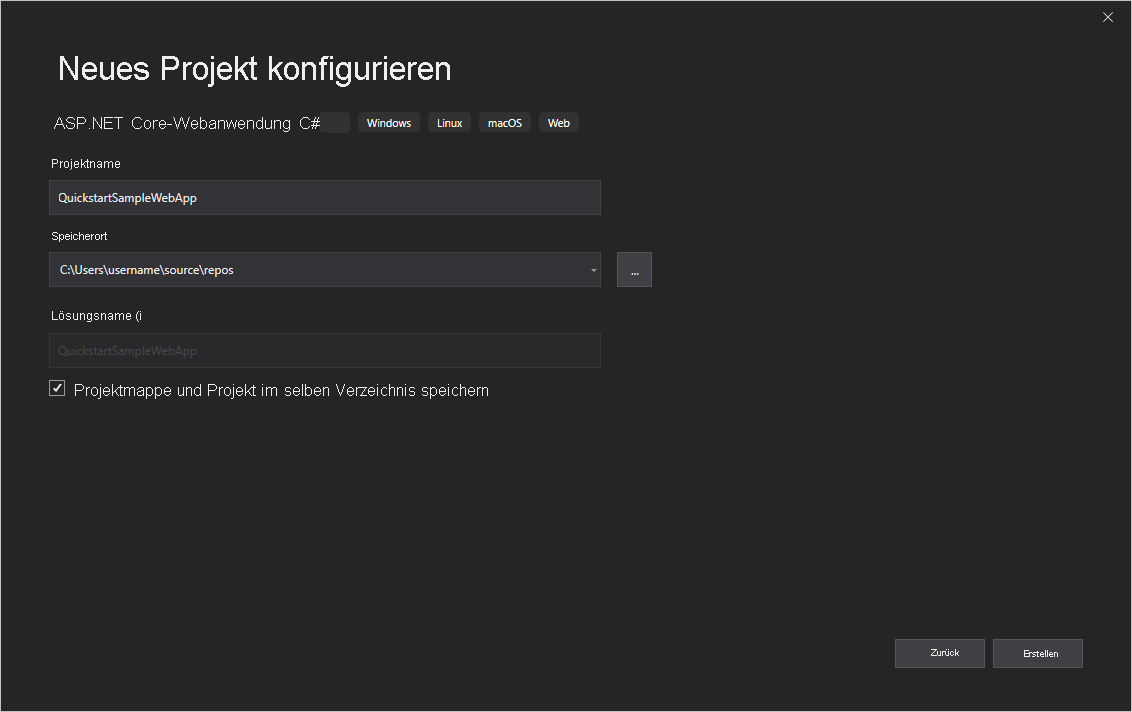 Neues Projekt konfigurieren
ASP.NET Core-Webanwendung C# Windows Linux macOS Web
Projektname
QuickstartSampleWebApp
Speicherort
C:\Users\username\source\repos
...
Lösungsname (i
QuickstartSampleWebApp
Projektmappe und Projekt im selben Verzeichnis speichern
Zurück Erstellen